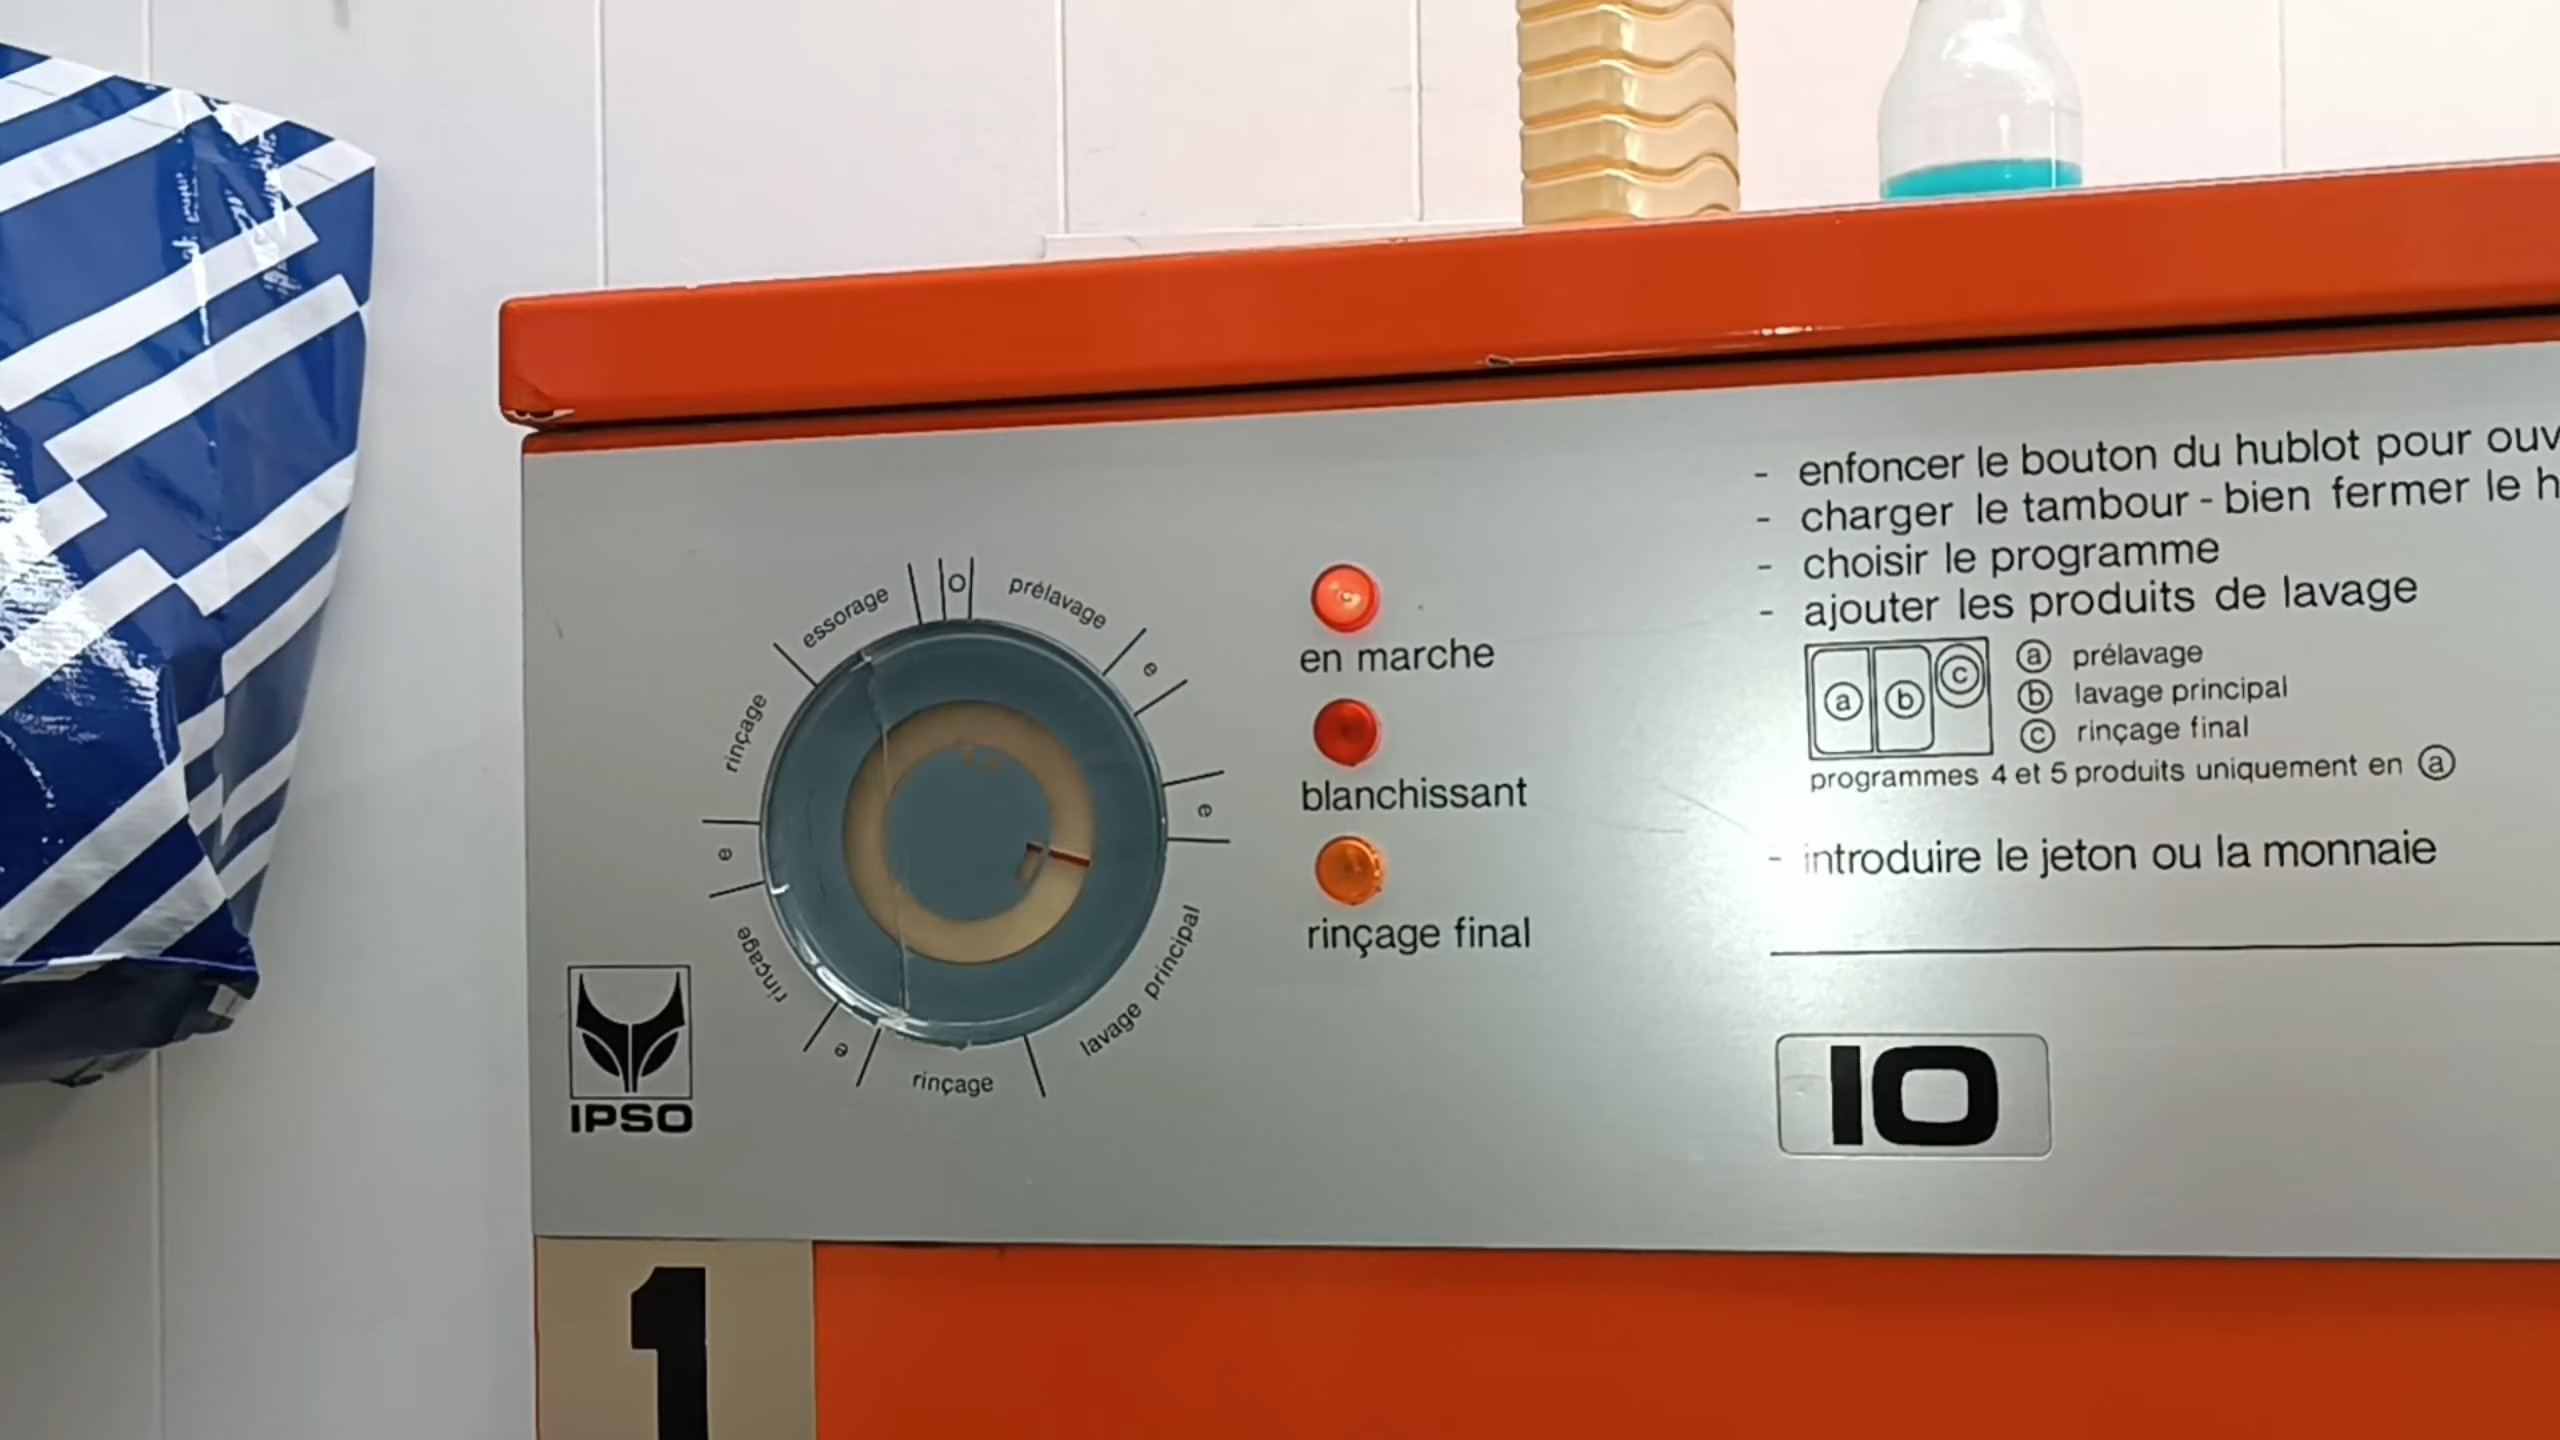 - enfoncer le bouton du hublot pour ouv
- charger le tambour - bien fermer le h
- choisir le programme
- ajouter les produits de lavage
a b c
a prélavage
b lavage principal
c rinçage final
programmes 4 et 5 produits uniquement en a
- introduire le jeton ou la monnaie
en marche
blanchissant
rinçage final
o
prélavage
e
e
lavage principal
rinçage
e
rinçage
e
rinçage
essorage
IPSO
10
1